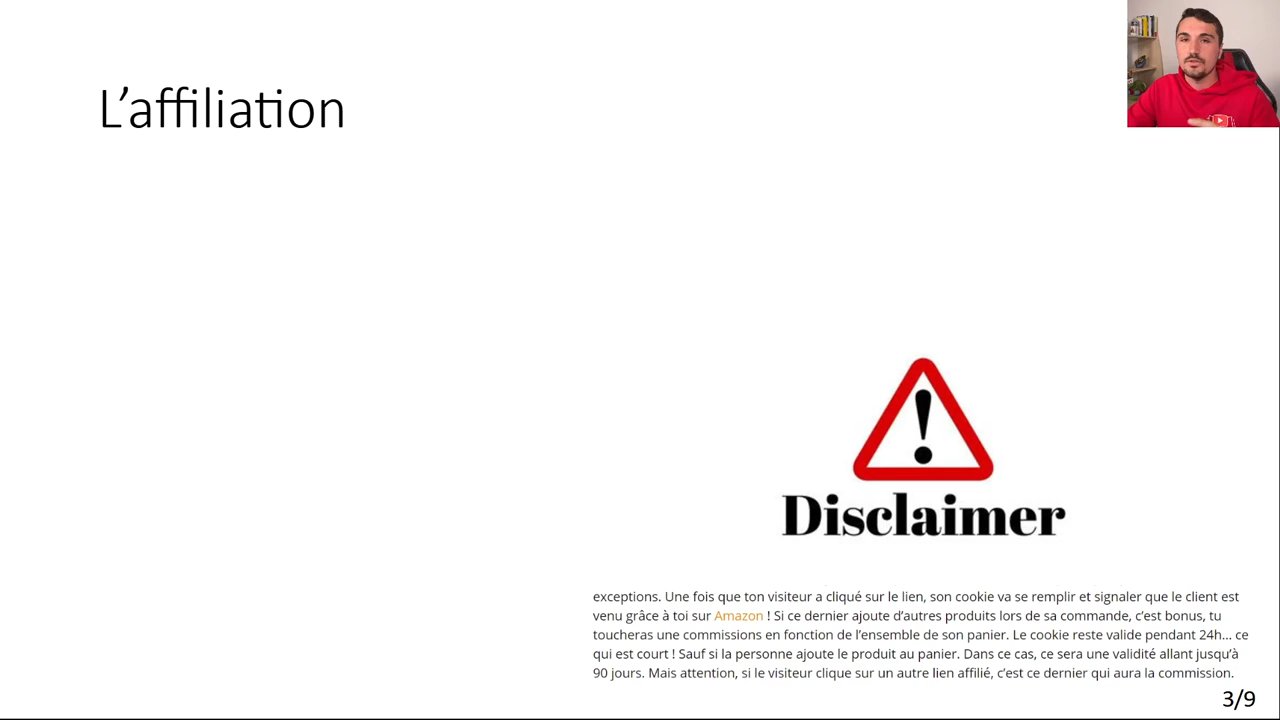 L’affiliation
Disclaimer
exceptions. Une fois que ton visiteur a cliqué sur le lien, son cookie va se remplir et signaler que le client est
venu grâce à toi sur Amazon ! Si ce dernier ajoute d’autres produits lors de sa commande, c’est bonus, tu
toucheras une commissions en fonction de l’ensemble de son panier. Le cookie reste valide pendant 24h… ce
qui est court ! Sauf si la personne ajoute le produit au panier. Dans ce cas, ce sera une validité allant jusqu’à
90 jours. Mais attention, si le visiteur clique sur un autre lien affilié, c’est ce dernier qui aura la commission.
3/9